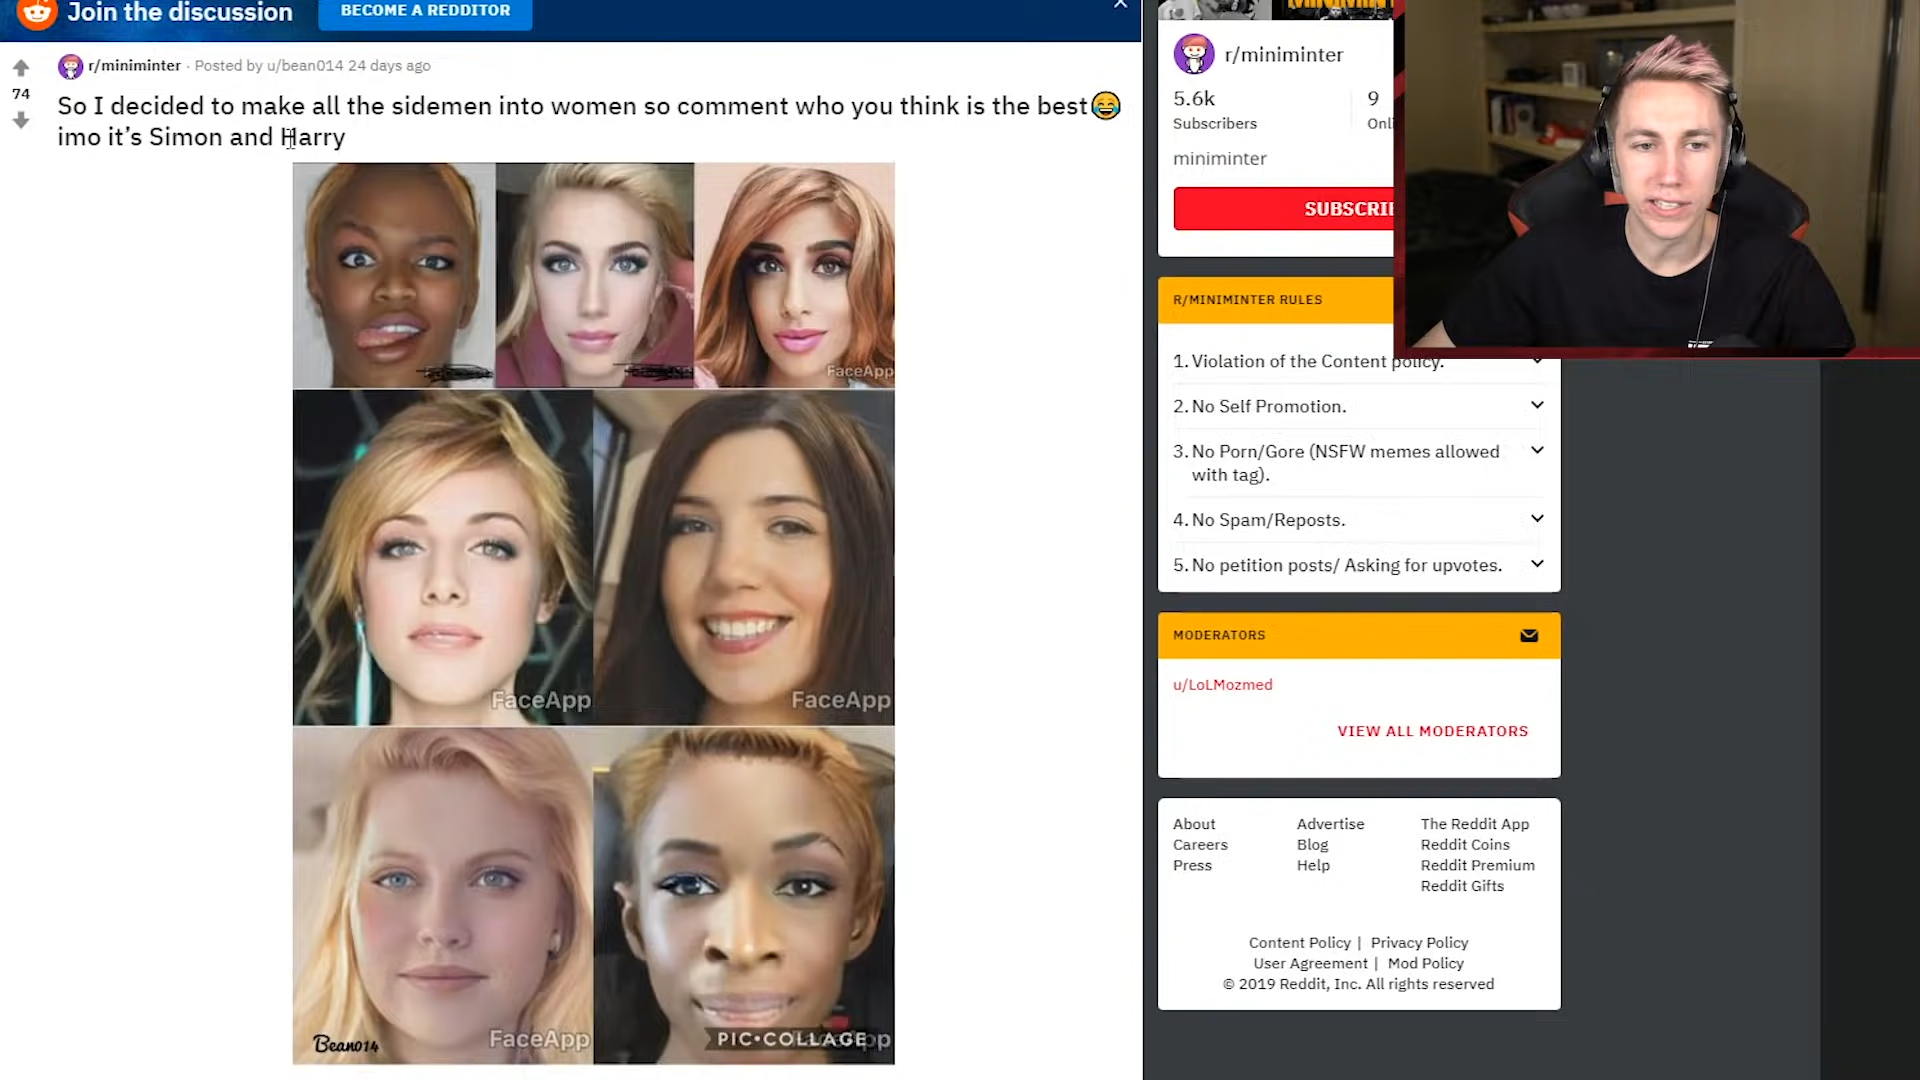 Join the discussion
BECOME A REDDITOR
r/miniminter · Posted by u/bean014 24 days ago
74
So I decided to make all the sidemen into women so comment who you think is the best😂
imo it's Simon and Harry
FaceApp
FaceApp
FaceApp
Bean014
FaceApp
PIC•COLLAGE
r/miniminter
5.6k
Subscribers
9
miniminter
R/MINIMINTER RULES
1. Violation of the Content policy.
2. No Self Promotion.
3. No Porn/Gore (NSFW memes allowed
with tag).
4. No Spam/Reposts.
5. No petition posts/ Asking for upvotes.
MODERATORS
u/LoLMozmed
VIEW ALL MODERATORS
About
Careers
Press
Advertise
Blog
Help
The Reddit App
Reddit Coins
Reddit Premium
Reddit Gifts
Content Policy | Privacy Policy
User Agreement | Mod Policy
© 2019 Reddit, Inc. All rights reserved